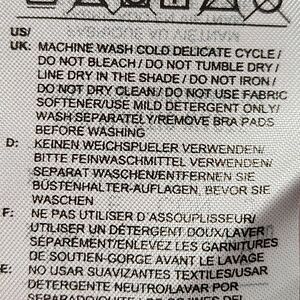 US/
UK: MACHINE WASH COLD DELICATE CYCLE /
DO NOT BLEACH / DO NOT TUMBLE DRY /
LINE DRY IN THE SHADE / DO NOT IRON /
DO NOT DRY CLEAN / DO NOT USE FABRIC
SOFTENER/USE MILD DETERGENT ONLY/
WASH SEPARATELY/REMOVE BRA PADS
BEFORE WASHING
D: KEINEN WEICHSPUELER VERWENDEN/
BITTE FEINWASCHMITTEL VERWENDEN/
SEPARAT WASCHEN/ENTFERNEN SIE
BÜSTENHALTER-AUFLAGEN, BEVOR SIE
WASCHEN
F: NE PAS UTILISER D ASSOUPLISSEUR/
UTILISER UN DÉTERGENT DOUX/LAVER
SÉPARÉMENT/ENLEVEZ LES GARNITURES
DE SOUTIEN-GORGE AVANT LE LAVAGE
E: NO USAR SUAVIZANTES TEXTILES/USAR
DETERGENTE NEUTRO/LAVAR POR